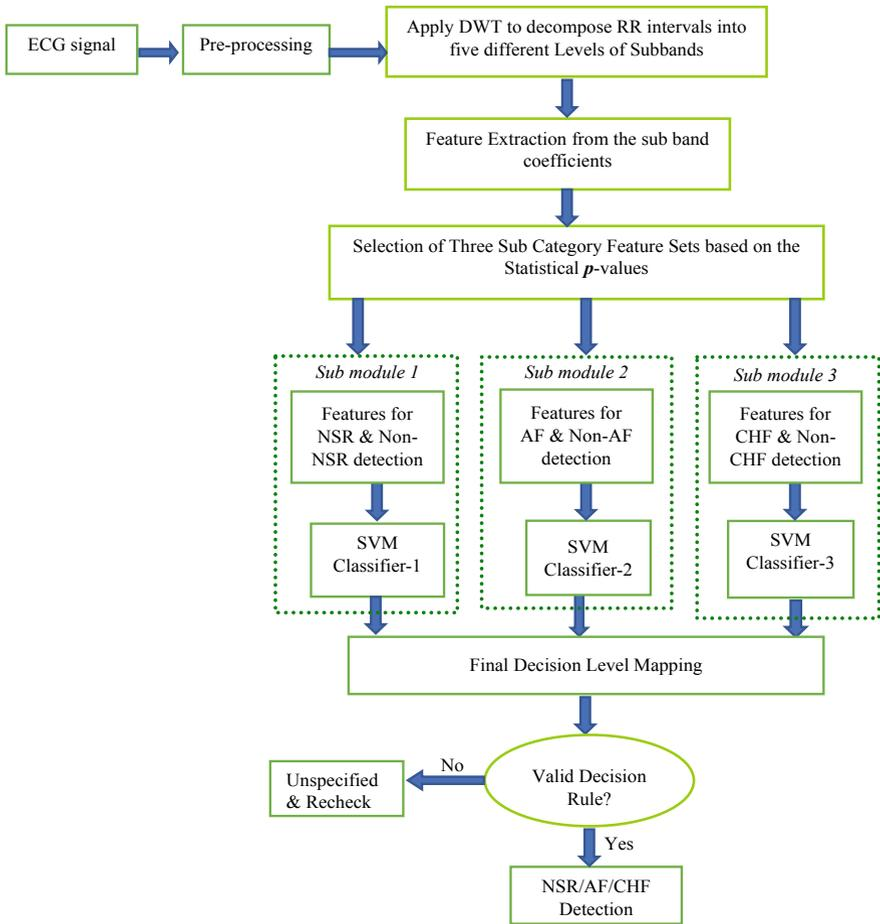 ECG signal
Pre-processing
Apply DWT to decompose RR intervals into
five different Levels of Subbands
Feature Extraction from the sub band
coefficients
Selection of Three Sub Category Feature Sets based on the
Statistical p-values
Sub module 1
Features for
NSR & Non-
NSR detection
SVM
Classifier-1
Sub module 2
Features for
AF & Non-AF
detection
SVM
Classifier-2
Sub module 3
Features for
CHF & Non-
CHF detection
SVM
Classifier-3
Final Decision Level Mapping
Valid Decision
Rule?
No
Unspecified
& Recheck
Yes
NSR/AF/CHF
Detection